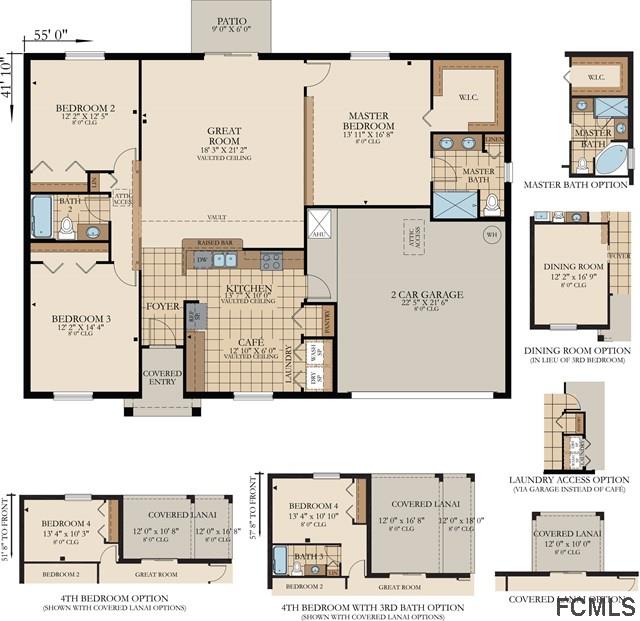 PATIO
9' 0" X 6' 0"
55' 0"
41' 10"
BEDROOM 2
12' 2" X 12' 5"
8' 0" CLG
GREAT
ROOM
18' 3" X 21' 2"
VAULTED CEILING
MASTER
BEDROOM
13' 11" X 16' 8"
8' 0" CLG
W.I.C.
LINEN
MASTER
BATH
LIN
ATTIC
ACCES
BATH
2
VAULT
AHU
ATTIC
ACCESS
WH
RAISED BAR
DW
KITCHEN
13' 7" X 10' 0"
VAULTED CEILING
2 CAR GARAGE
22' 5" X 21' 6"
8' 0" CLG
BEDROOM 3
12' 2" X 14' 4"
8' 0" CLG
FOYER
REF
SP.
PANTRY
CAFÉ
12' 10" X 6' 0"
VAULTED CEILING
LAUNDRY
WASH
SP
DRY
SP
COVERED
ENTRY
W.I.C.
MASTER
BATH
MASTER BATH OPTION
DINING ROOM
12' 2" x 16' 9"
8' 0" CLG
FOYER
DINING ROOM OPTION
(IN LIEU OF 3RD BEDROOM)
LAUNDRY
LAUNDRY ACCESS OPTION
(VIA GARAGE INSTEAD OF CAFÉ)
51' 8" TO FRONT
BEDROOM 4
13' 4" x 10' 3"
8' 0" CLG
COVERED LANAI
12' 0" x 10' 8"
8' 0" CLG
12' 0" x 16' 8"
8' 0" CLG
BEDROOM 2
GREAT ROOM
4TH BEDROOM OPTION
(SHOWN WITH COVERED LANAI OPTIONS)
57' 8" TO FRONT
BEDROOM 4
13' 4" x 10' 10"
8' 0" CLG
COVERED LANAI
12' 0" x 16' 8"
8' 0" CLG
12' 0" x 18' 0"
8' 0" CLG
BATH 3
LIN
BEDROOM 2
GREAT ROOM
4TH BEDROOM WITH 3RD BATH OPTION
(SHOWN WITH COVERED LANAI OPTIONS)
COVERED LANAI
12' 0" x 10' 0"
8' 0" CLG
GREAT ROOM
COVERED LANAI OPTION
FCMLS